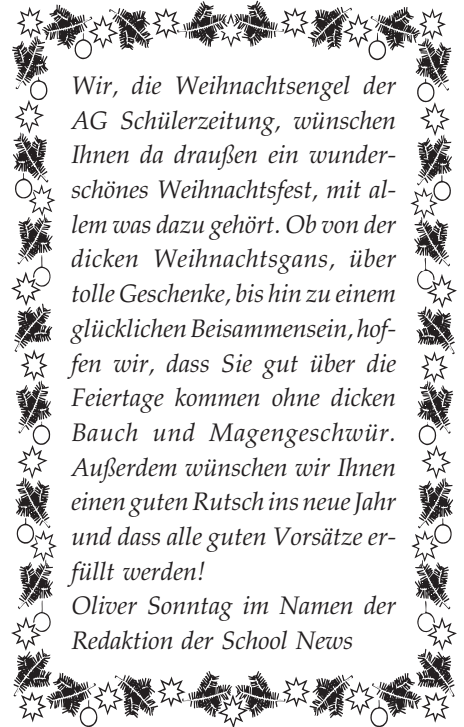 Wir, die Weihnachtsengel der
AG Schülerzeitung, wünschen
Ihnen da draußen ein wunder-
schönes Weihnachtsfest, mit al-
lem was dazu gehört. Ob von der
dicken Weihnachtsgans, über
tolle Geschenke, bis hin zu einem
glücklichen Beisammensein, hof-
fen wir, dass Sie gut über die
Feiertage kommen ohne dicken
Bauch und Magengeschwür.
Außerdem wünschen wir Ihnen
einen guten Rutsch ins neue Jahr
und dass alle guten Vorsätze er-
füllt werden!
Oliver Sonntag im Namen der
Redaktion der School News